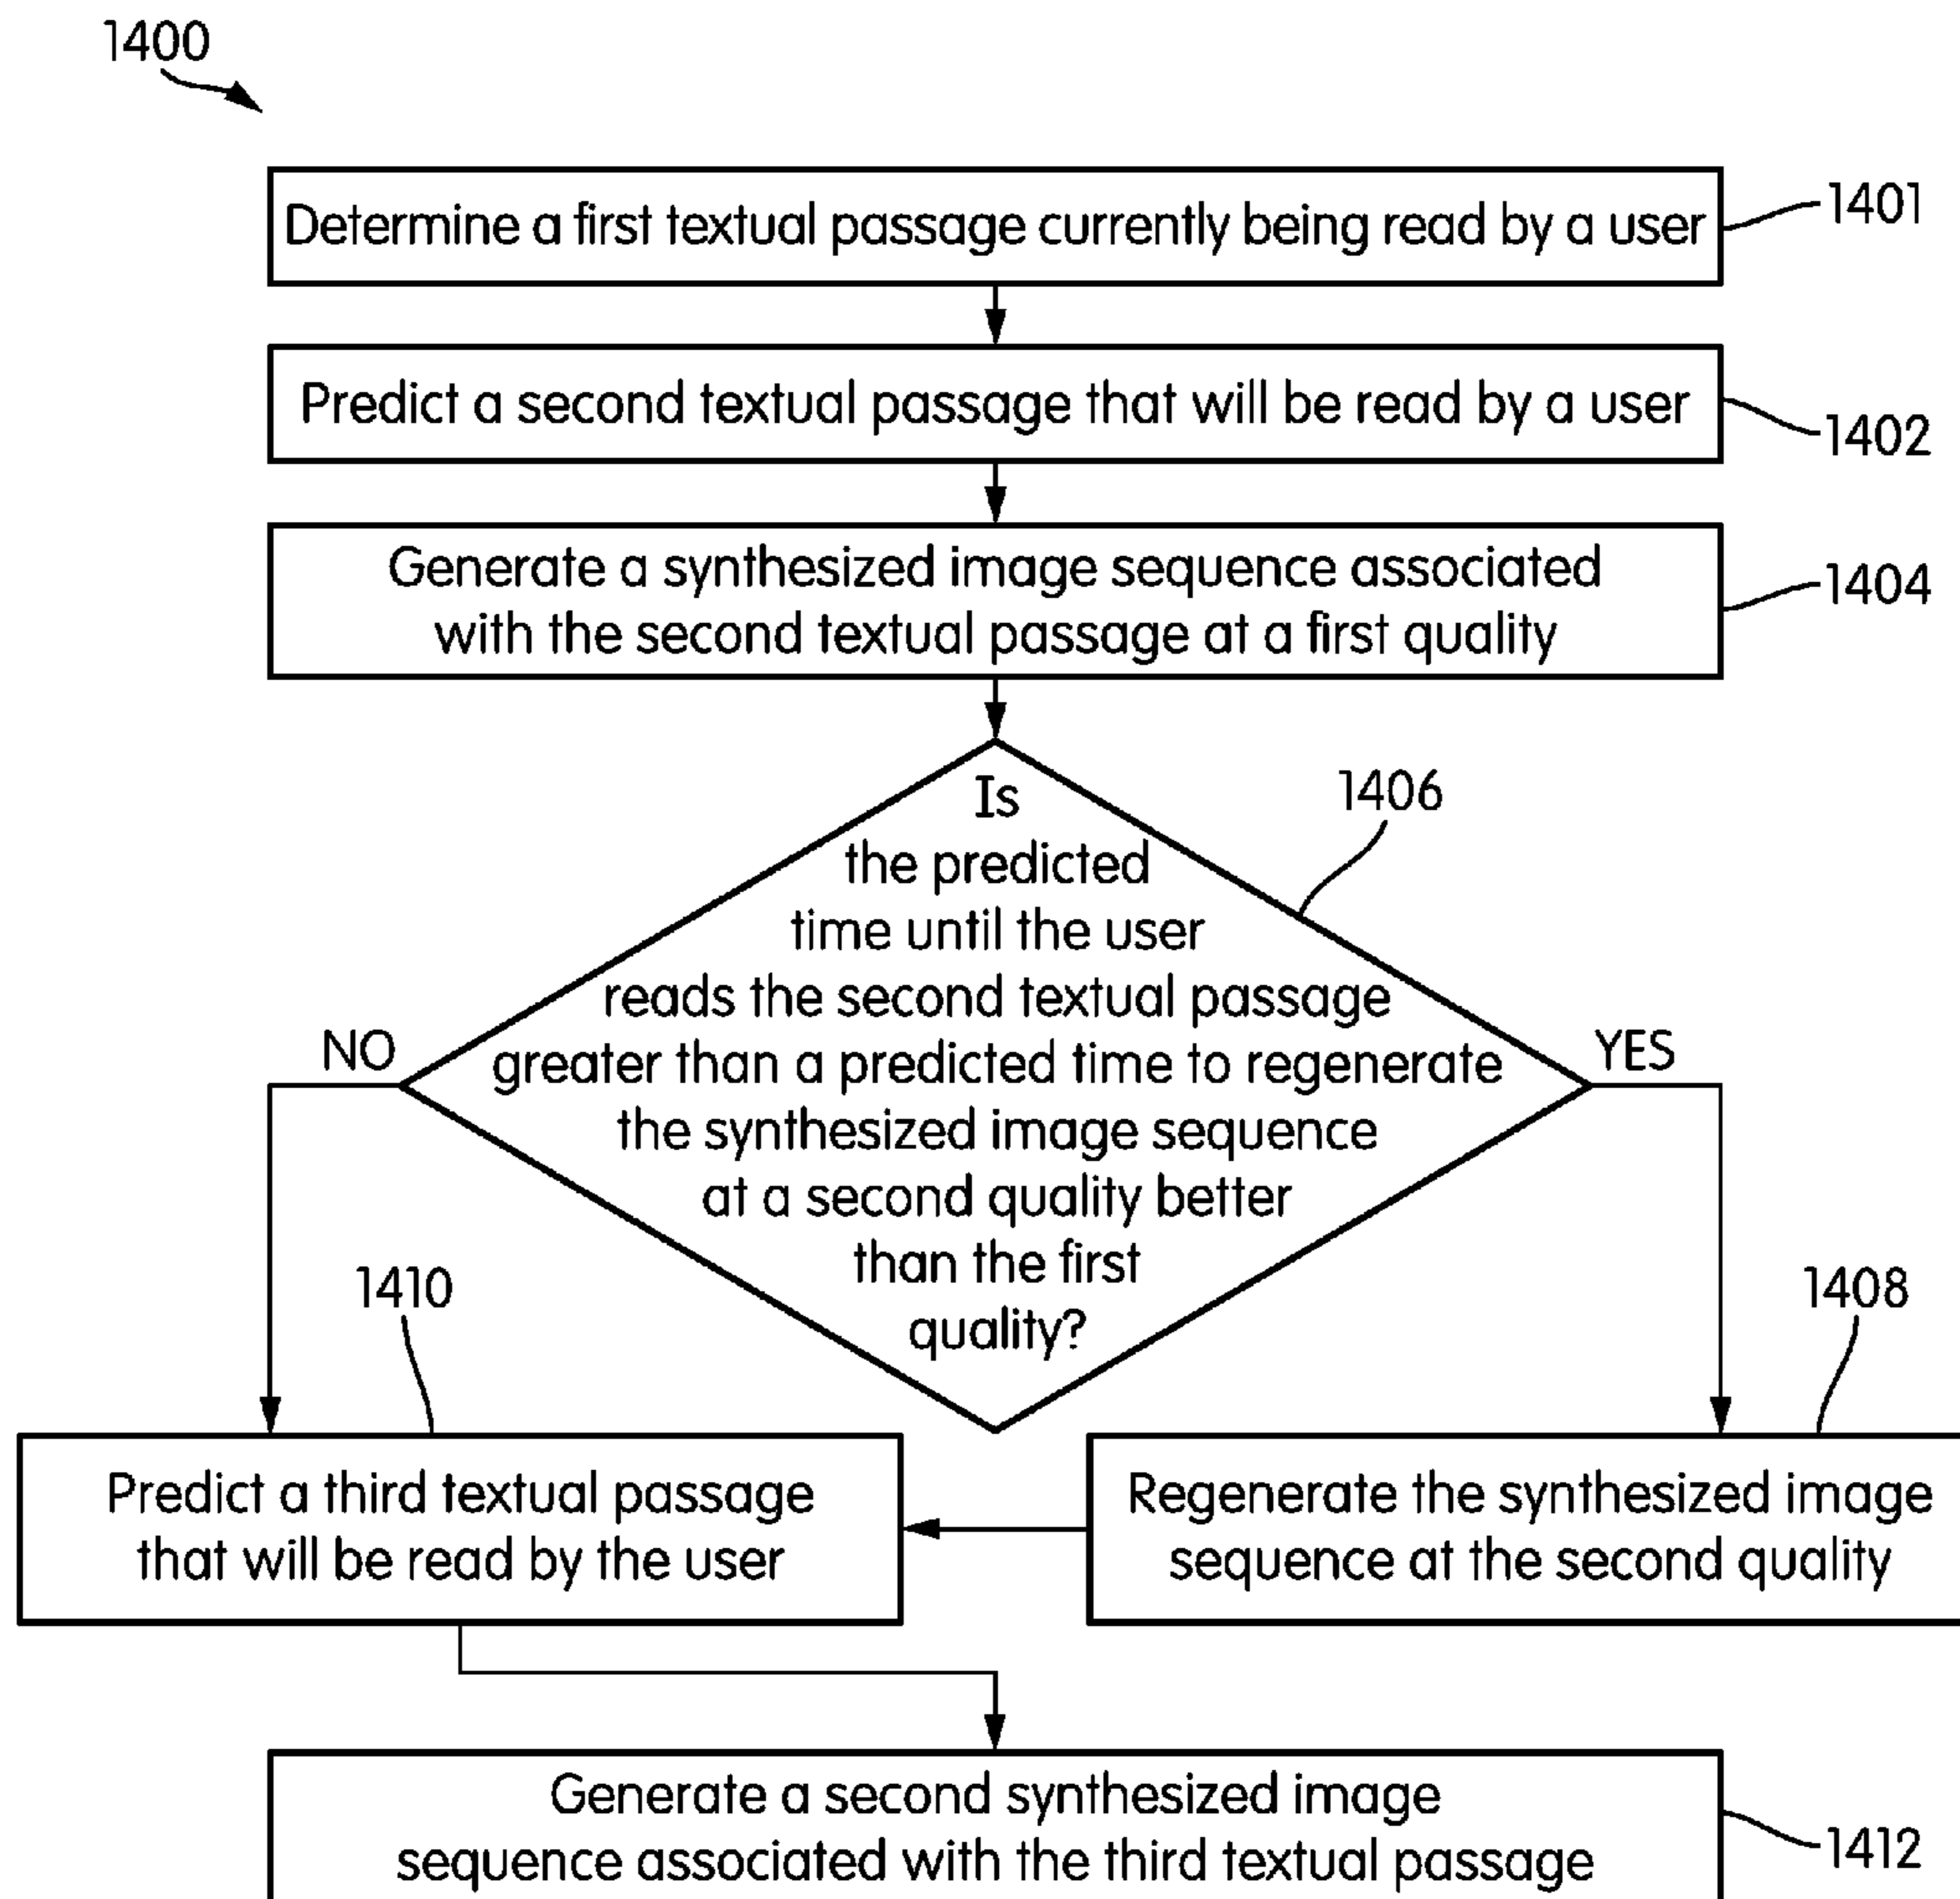 1400
Determine a first textual passage currently being read by a user
1401
Predict a second textual passage that will be read by a user
1402
Generate a synthesized image sequence associated
with the second textual passage at a first quality
1404
Is
the predicted
time until the user
reads the second textual passage
greater than a predicted time to regenerate
the synthesized image sequence
at a second quality better
than the first
quality?
1406
NO
YES
1410
1408
Predict a third textual passage
that will be read by the user
Regenerate the synthesized image
sequence at the second quality
Generate a second synthesized image
sequence associated with the third textual passage
1412